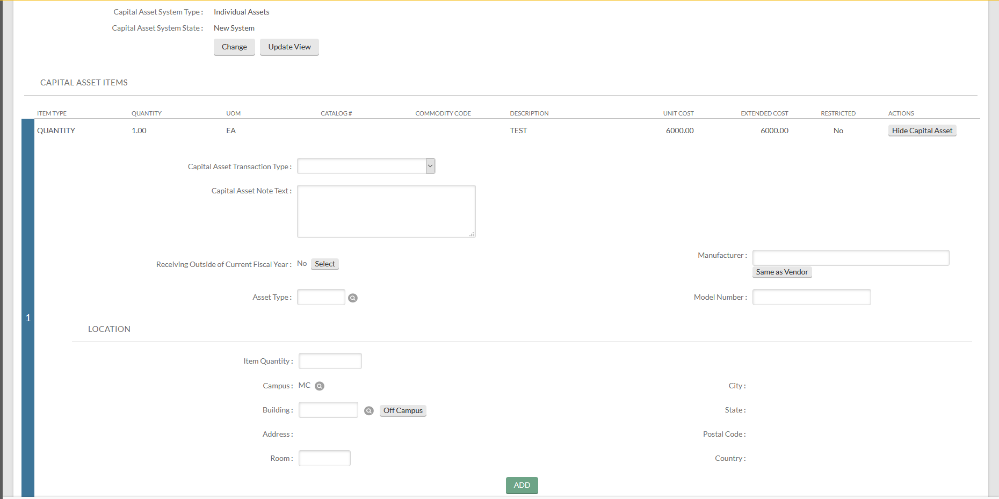 Capital Asset System Type : Individual Assets
Capital Asset System State : New System
Change Update View
CAPITAL ASSET ITEMS
ITEM TYPE QUANTITY UOM CATALOG # COMMODITY CODE DESCRIPTION UNIT COST EXTENDED COST RESTRICTED ACTIONS
QUANTITY 1.00 EA TEST 6000.00 6000.00 No Hide Capital Asset
Capital Asset Transaction Type :
Capital Asset Note Text :
Receiving Outside of Current Fiscal Year : No Select Manufacturer :
Same as Vendor
Asset Type : Model Number :
1
LOCATION
Item Quantity :
Campus : MC City :
Building : Off Campus State :
Address : Postal Code :
Room : Country :
ADD